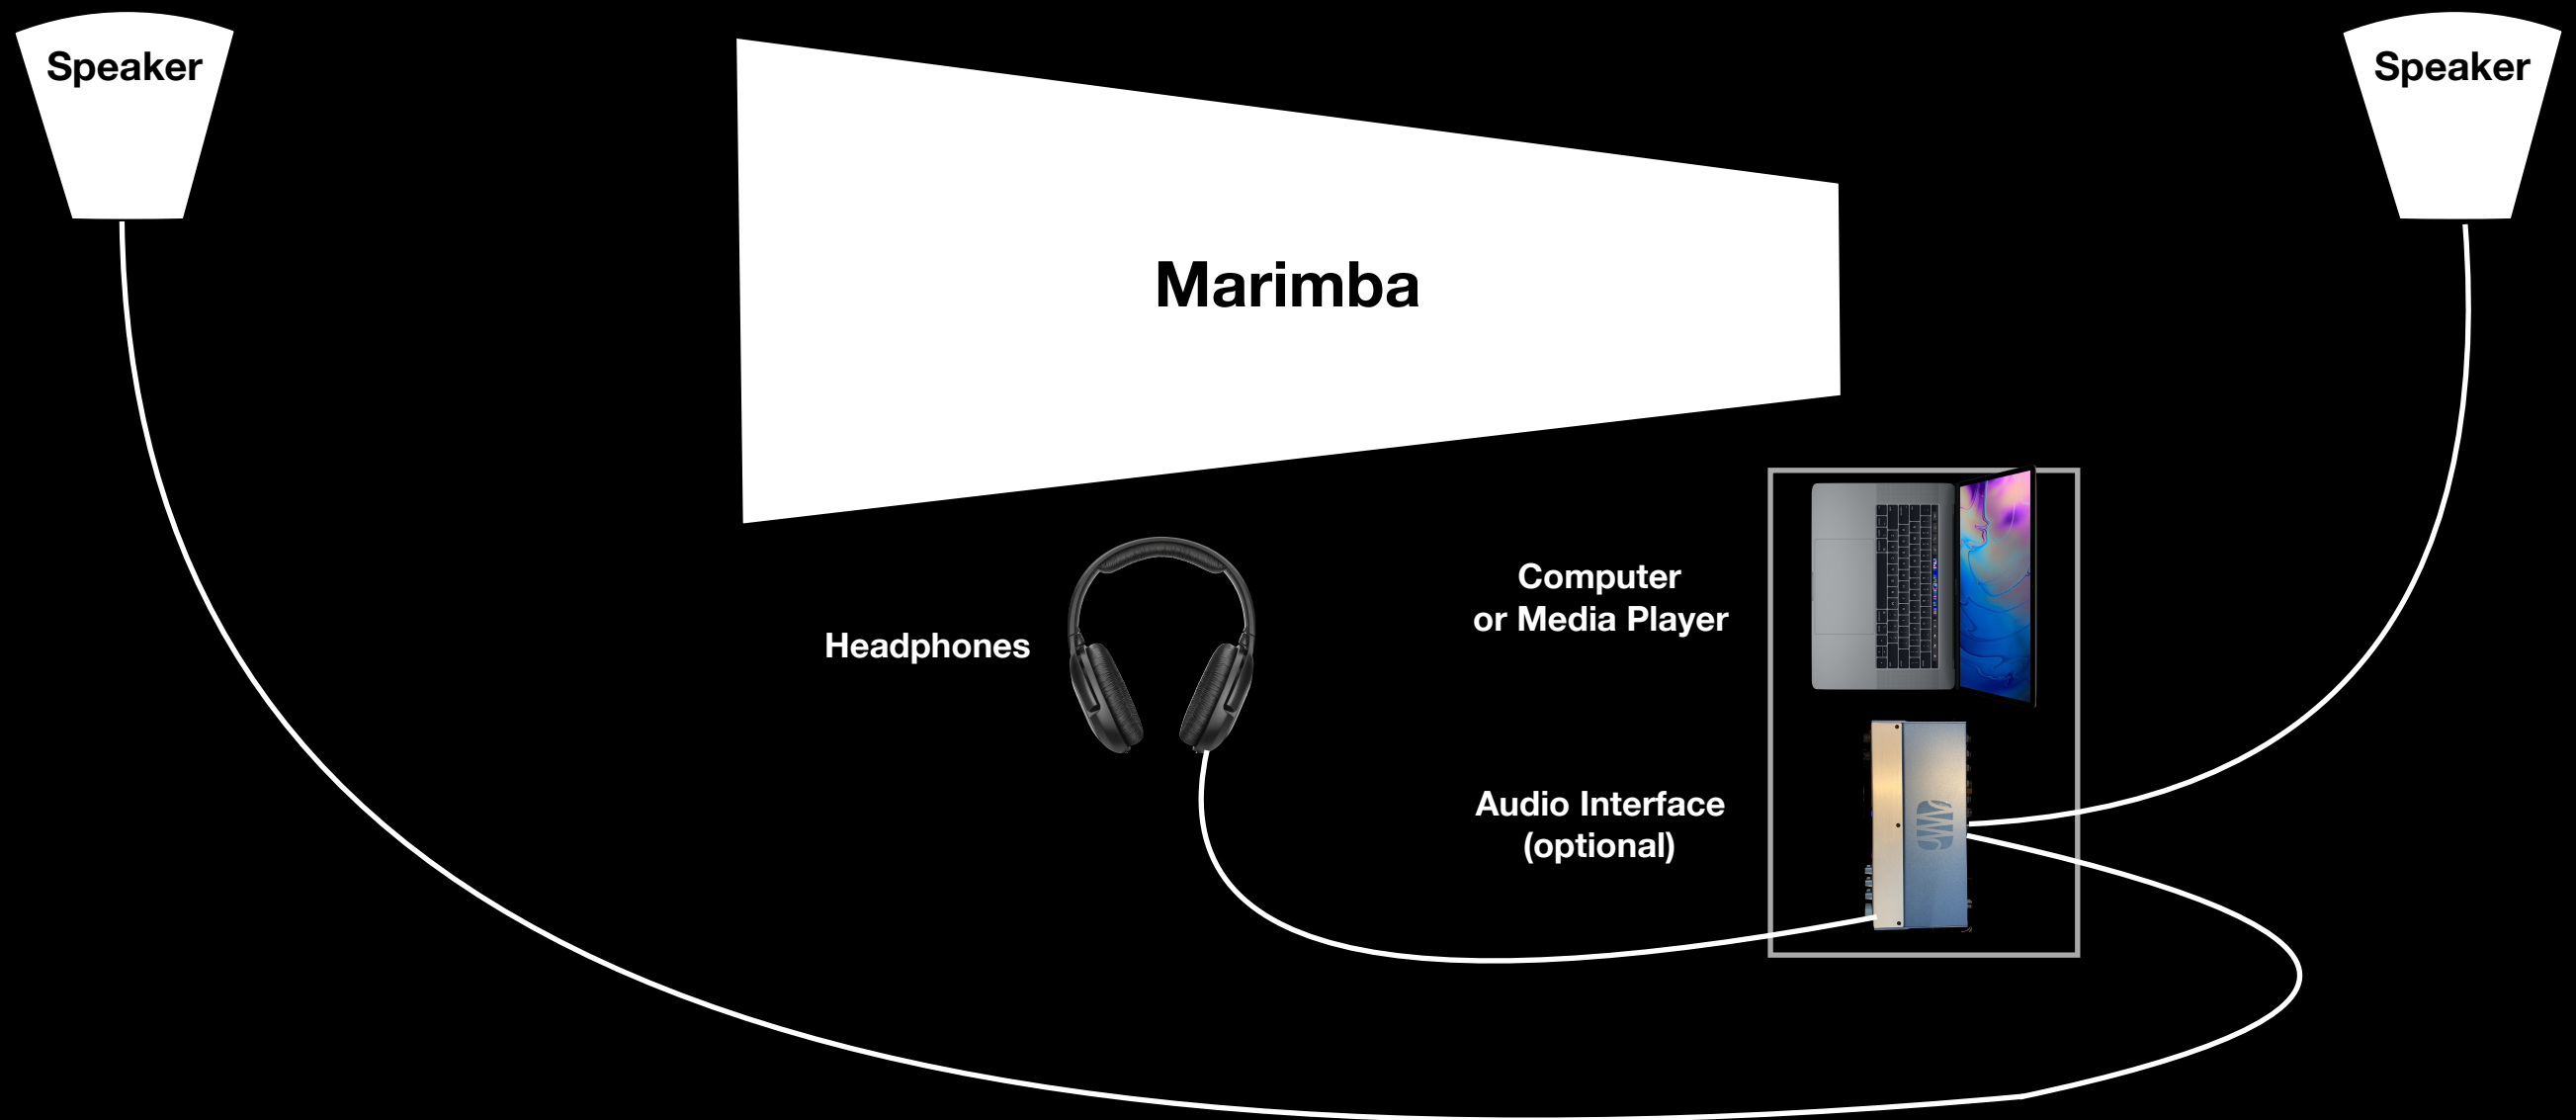 Speaker
Speaker
Marimba
Computer
or Media Player
Headphones
Audio Interface
(optional)